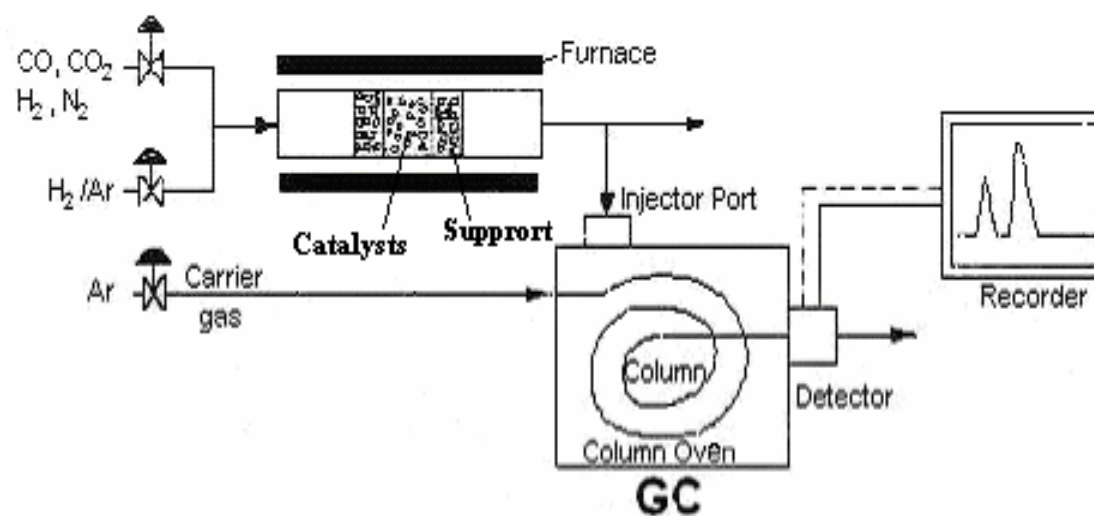 CO, CO₂
H₂, N₂
Furnace
H₂/Ar
Catalysts
Supprort
Injector Port
Ar
Carrier
gas
Column
Column Oven
GC
Detector
Recorder